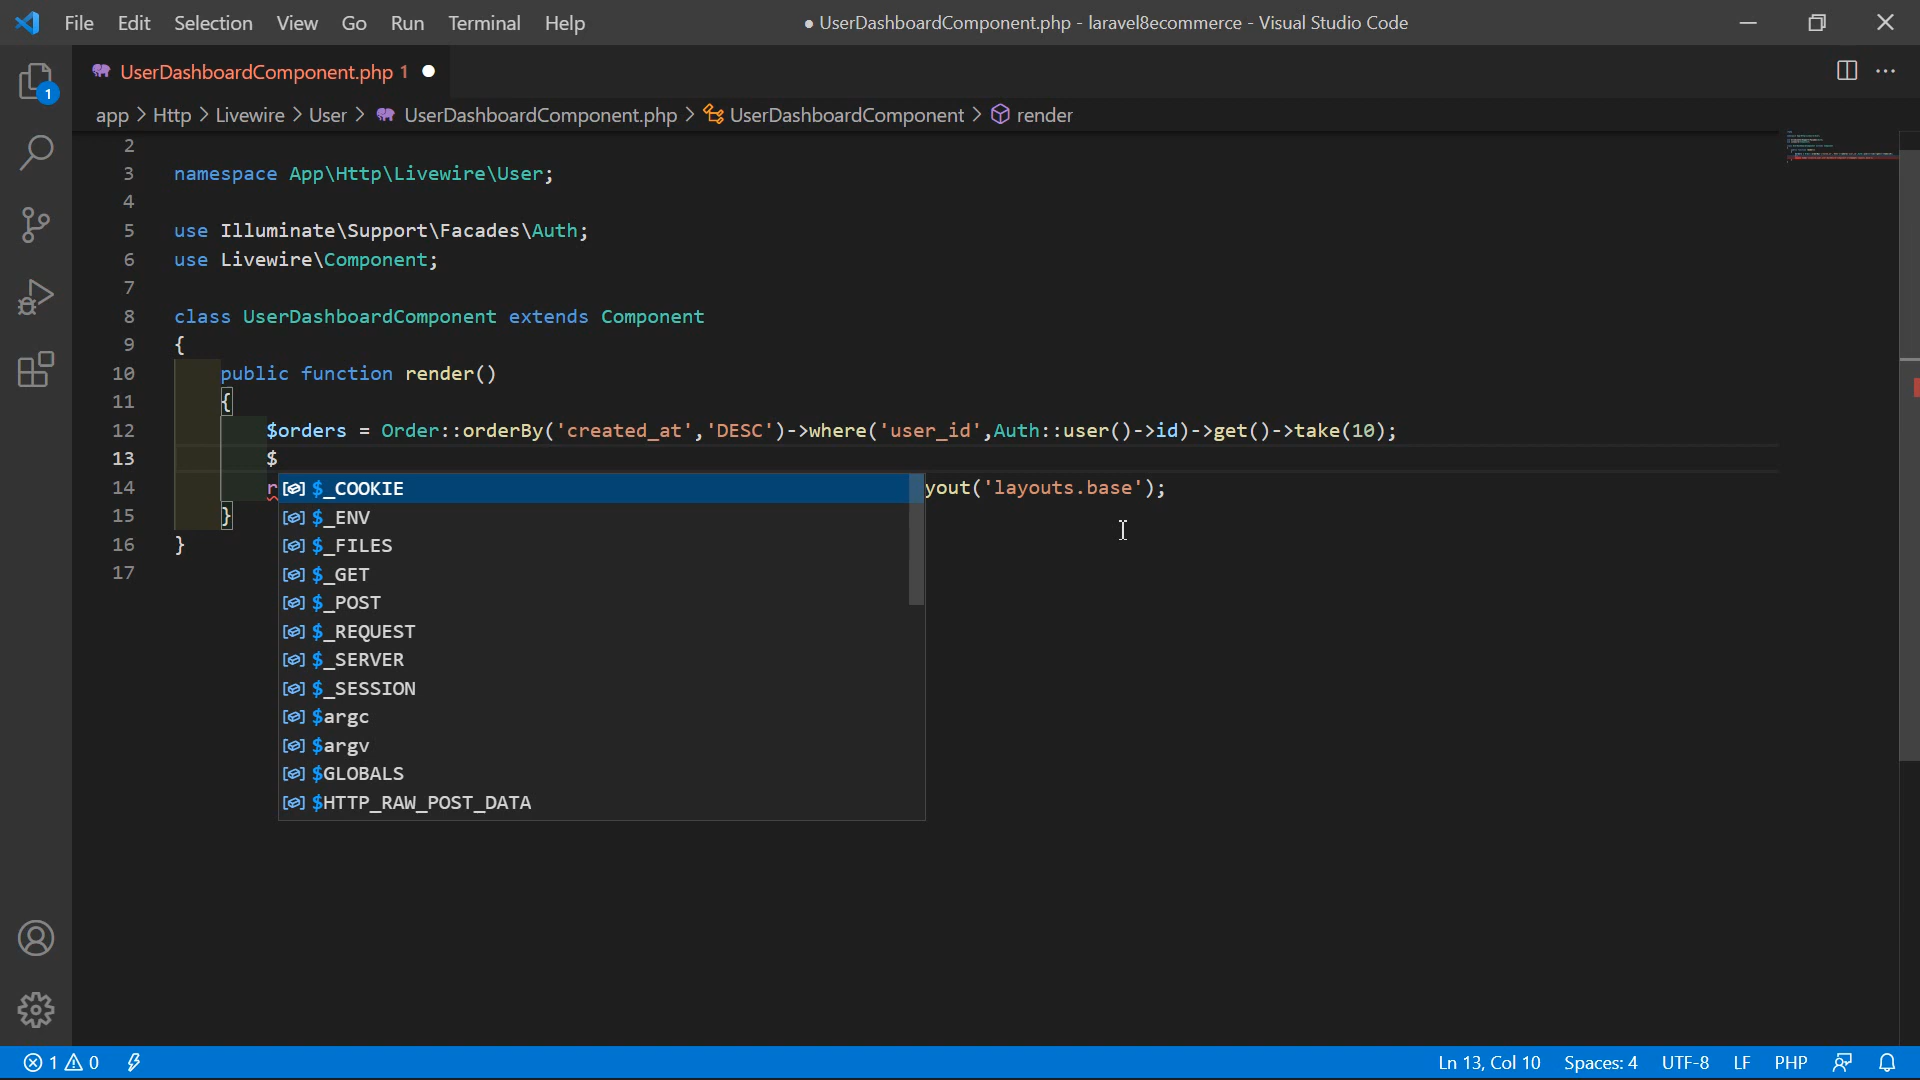 File Edit Selection View Go Run Terminal Help ● UserDashboardComponent.php - laravel8ecommerce - Visual Studio Code
UserDashboardComponent.php 1 ●
1
app > Http > Livewire > User > UserDashboardComponent.php > UserDashboardComponent > render
2
3 namespace App\Http\Livewire\User;
4
5 use Illuminate\Support\Facades\Auth;
6 use Livewire\Component;
7
8 class UserDashboardComponent extends Component
9 {
10 public function render()
11 {
12 $orders = Order::orderBy('created_at','DESC')->where('user_id',Auth::user()->id)->get()->take(10);
13 $
14 r yout('layouts.base');
15 }
16 }
17
$_COOKIE
$_ENV
$_FILES
$_GET
$_POST
$_REQUEST
$_SERVER
$_SESSION
$argc
$argv
$GLOBALS
$HTTP_RAW_POST_DATA
1 0 Ln 13, Col 10 Spaces: 4 UTF-8 LF PHP